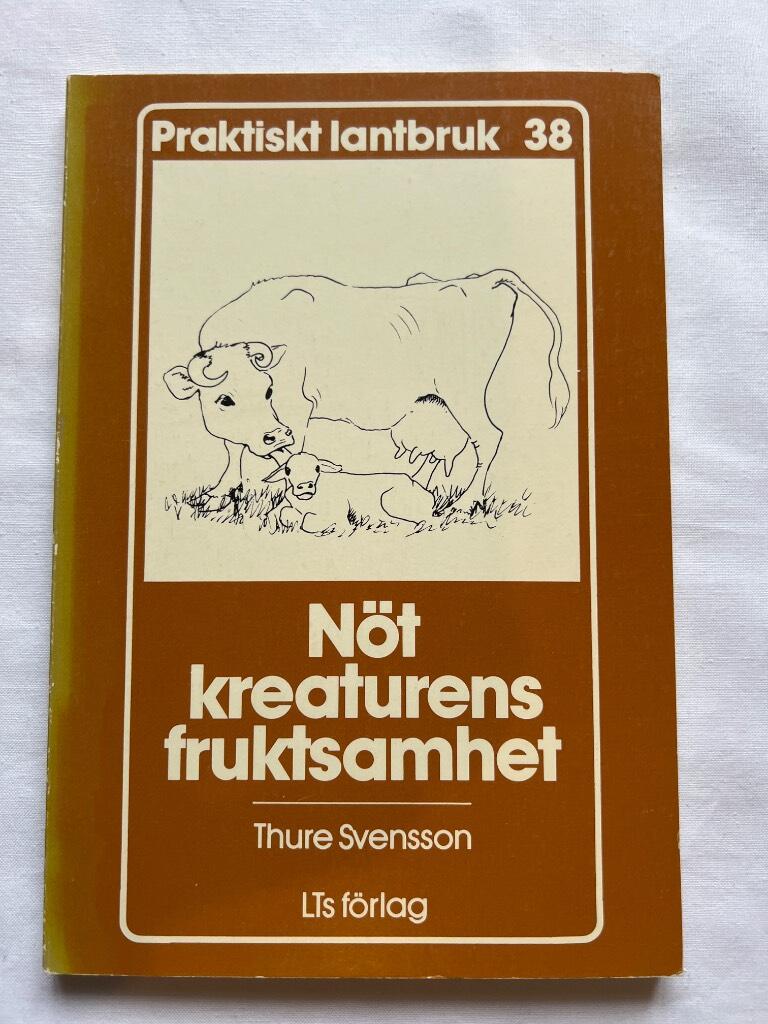 Praktiskt lantbruk 38
Nöt
kreaturens
fruktsamhet
Thure Svensson
LTs förlag